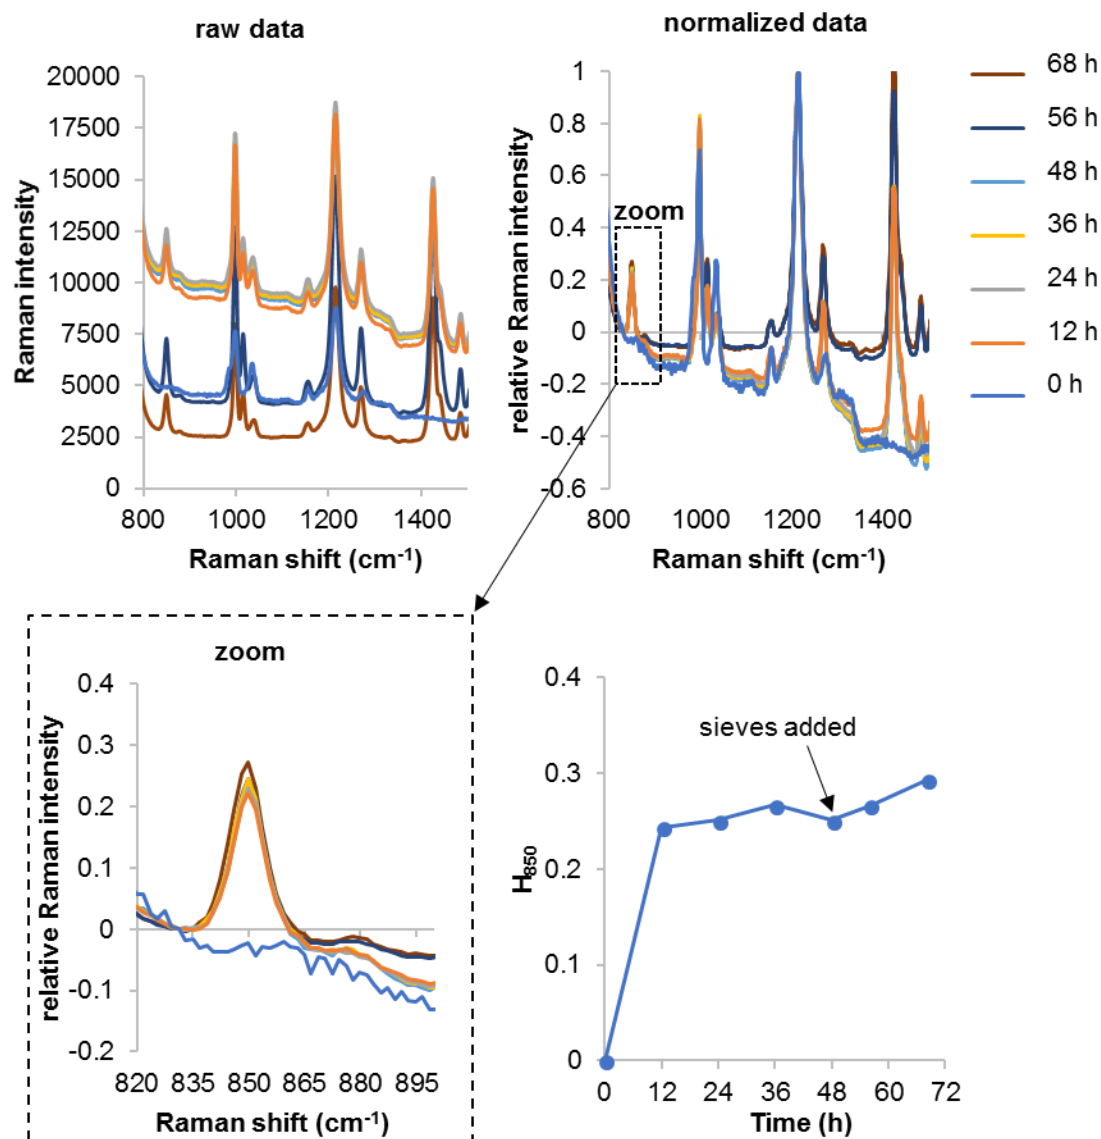 raw data
20000
17500
15000
12500
10000
7500
5000
2500
0
800 1000 1200 1400
Raman intensity
Raman shift (cm⁻¹)
normalized data
1
0.8
0.6
0.4
0.2
0
-0.2
-0.4
-0.6
800 1000 1200 1400
relative Raman intensity
Raman shift (cm⁻¹)
zoom
68 h
56 h
48 h
36 h
24 h
12 h
0 h
zoom
0.4
0.3
0.2
0.1
0
-0.1
-0.2
820 835 850 865 880 895
relative Raman intensity
Raman shift (cm⁻¹)
0.4
0.3
0.2
0.1
0
0 12 24 36 48 60 72
sieves added
H₈₅₀
Time (h)